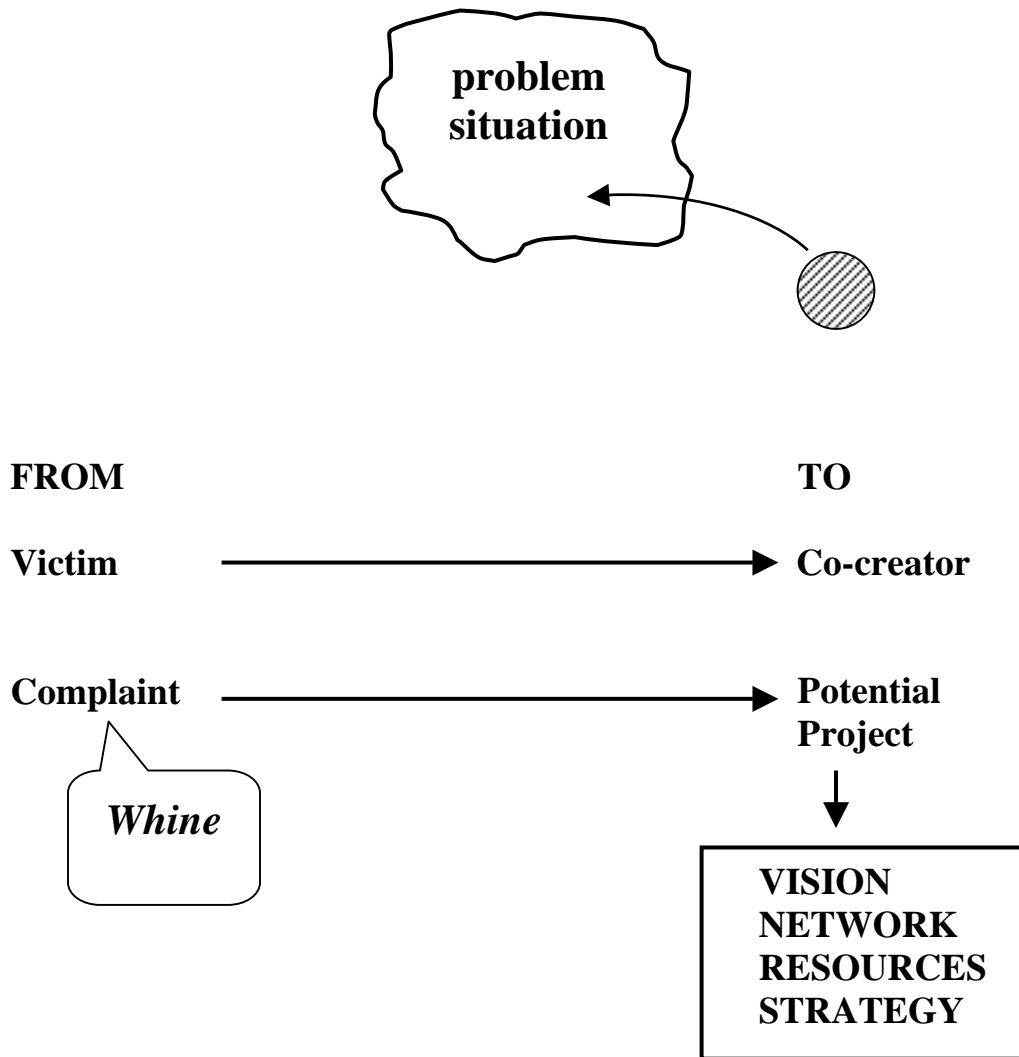 problem
situation
FROM
TO
Victim
Co-creator
Complaint
Potential
Project
Whine
VISION
NETWORK
RESOURCES
STRATEGY